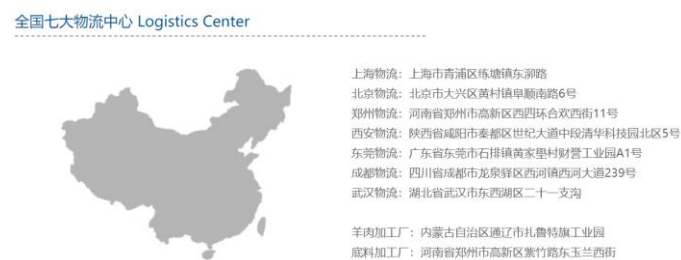 全国七大物流中心 Logistics Center
上海物流：上海市青浦区练塘镇东泖路
北京物流：北京市大兴区黄村镇阜顺南路6号
郑州物流：河南省郑州市高新区西四环合欢西街11号
西安物流：陕西省咸阳市秦都区世纪大道中段清华科技园北区5号
东莞物流：广东省东莞市石排镇黄家壆村财誉工业园A1号
成都物流：四川省成都市龙泉驿区西河镇西河大道239号
武汉物流：湖北省武汉市东西湖区二十一支沟
羊肉加工厂：内蒙古自治区通辽市扎鲁特旗工业园
底料加工厂：河南省郑州市高新区紫竹路东玉兰西街